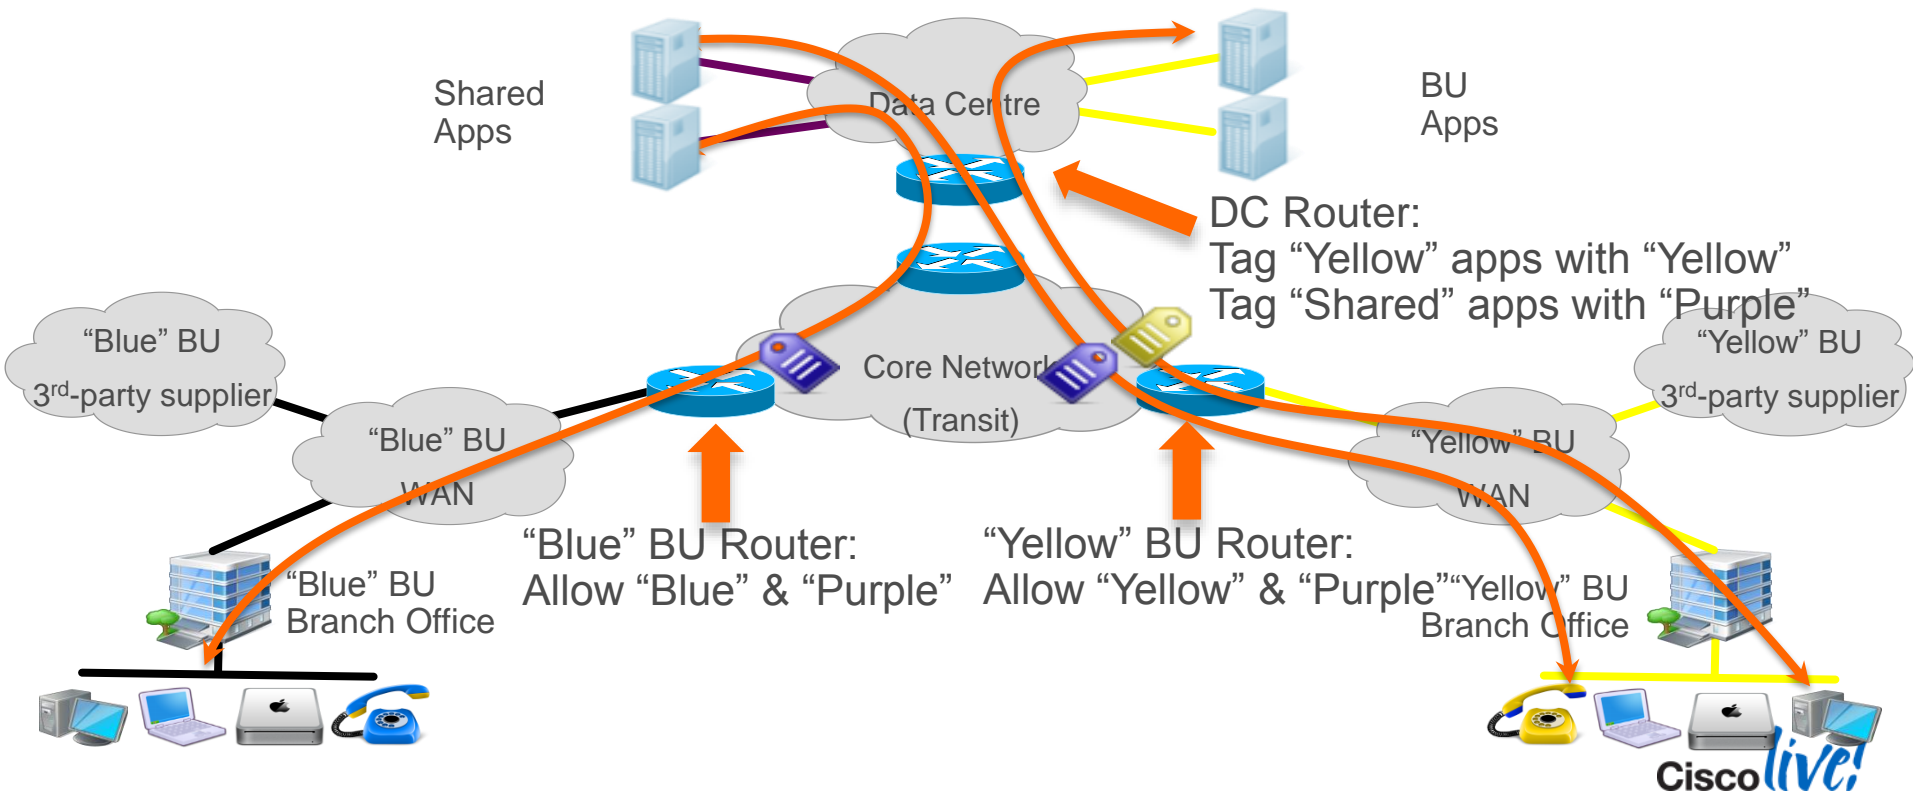 Shared
Apps
Data Centre
BU
Apps
DC Router:
Tag “Yellow” apps with “Yellow”
Tag “Shared” apps with “Purple”
“Blue” BU
3rd-party supplier
“Yellow” BU
3rd-party supplier
Core Network
(Transit)
“Blue” BU
WAN
“Yellow” BU
WAN
“Blue” BU Router:
Allow “Blue” & “Purple”
“Yellow” BU Router:
Allow “Yellow” & “Purple”
“Blue” BU
Branch Office
“Yellow” BU
Branch Office
Cisco live!